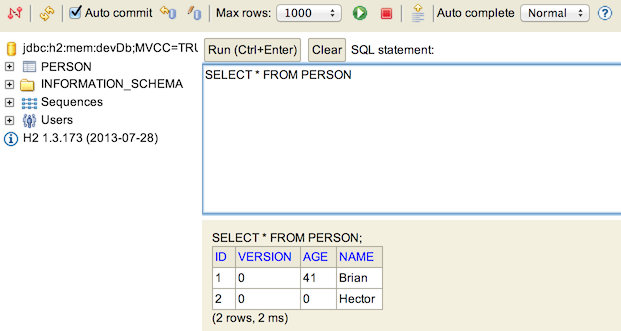 Auto commit Max rows: 1000 Auto complete Normal ?
jdbc:h2:mem:devDb;MVCC=TRU
Run (Ctrl+Enter) Clear SQL statement:
PERSON
INFORMATION_SCHEMA
Sequences
Users
H2 1.3.173 (2013-07-28)
SELECT * FROM PERSON
SELECT * FROM PERSON;
ID VERSION AGE NAME
1 0 41 Brian
2 0 0 Hector
(2 rows, 2 ms)